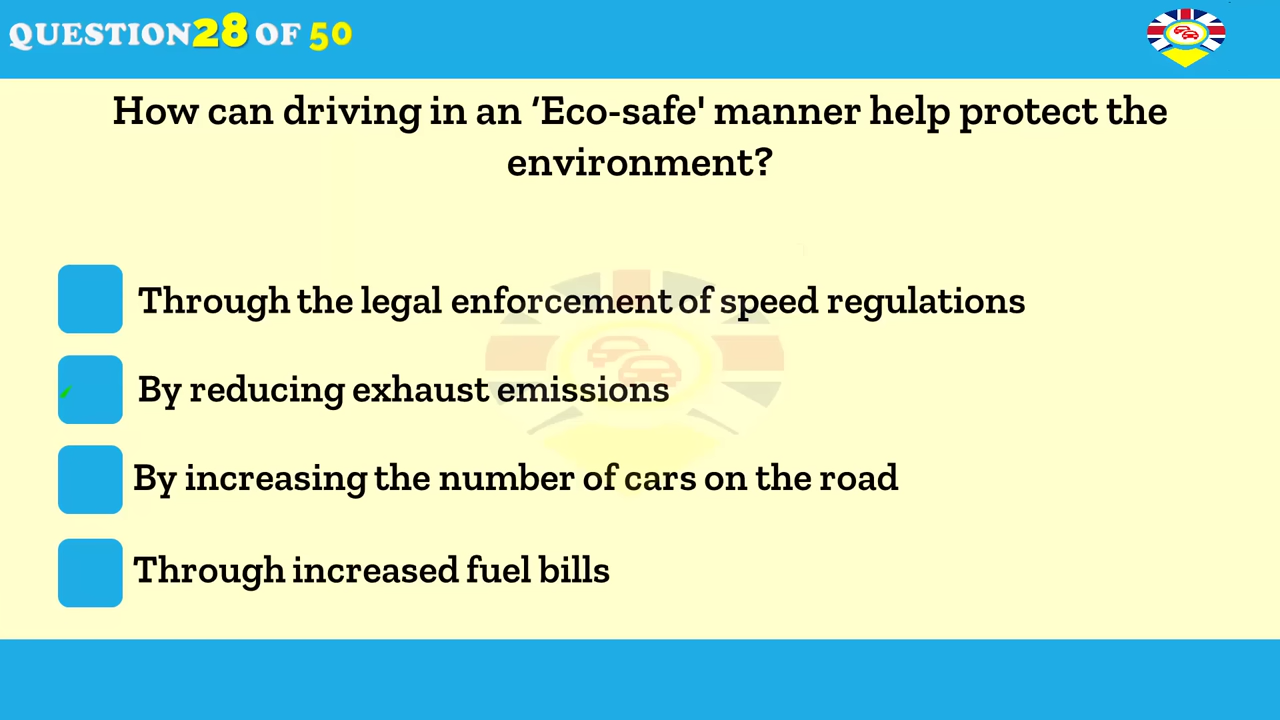 QUESTION28 OF 50
How can driving in an ‘Eco-safe' manner help protect the
environment?
Through the legal enforcement of speed regulations
By reducing exhaust emissions
By increasing the number of cars on the road
Through increased fuel bills